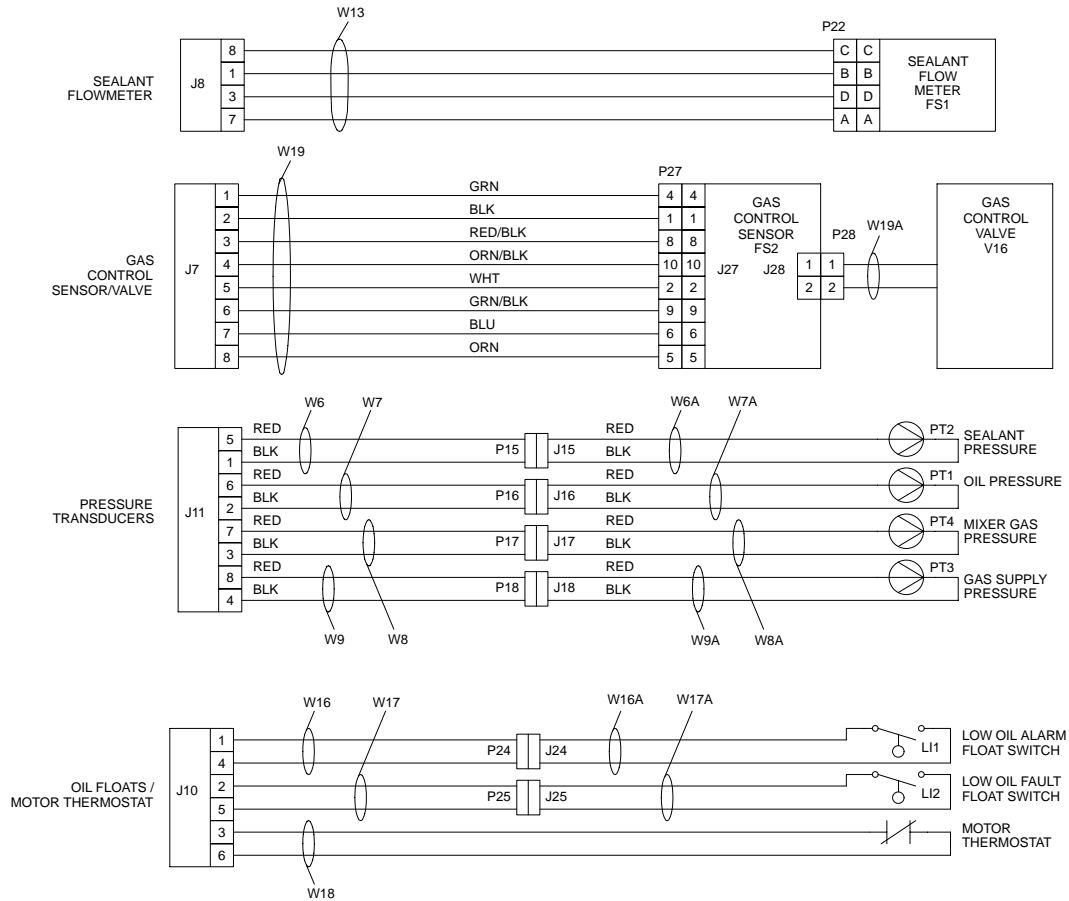 W13
P22
SEALANT
FLOWMETER
J8
8
1
3
7
C C
B B
D D
A A
SEALANT
FLOW
METER
FS1
W19
P27
GAS
CONTROL
SENSOR/VALVE
J7
1
2
3
4
5
6
7
8
GRN
BLK
RED/BLK
ORN/BLK
WHT
GRN/BLK
BLU
ORN
4 4
1 1
8 8
10 10
2 2
9 9
6 6
5 5
GAS
CONTROL
SENSOR
FS2
J27 J28
P28
1 1
2 2
W19A
GAS
CONTROL
VALVE
V16
W6 W7 W6A W7A
PRESSURE
TRANSDUCERS
J11
5 RED RED PT2
1 BLK P15 J15 BLK
SEALANT
PRESSURE
6 RED RED PT1
2 BLK P16 J16 BLK
OIL PRESSURE
7 RED RED PT4
3 BLK P17 J17 BLK
MIXER GAS
PRESSURE
8 RED RED PT3
4 BLK P18 J18 BLK
GAS SUPPLY
PRESSURE
W9 W8 W9A W8A
W16 W17 W16A W17A
OIL FLOATS /
MOTOR THERMOSTAT
J10
1
4
2
5
3
6
P24 J24
P25 J25
LI1
LOW OIL ALARM
FLOAT SWITCH
LI2
LOW OIL FAULT
FLOAT SWITCH
MOTOR
THERMOSTAT
W18